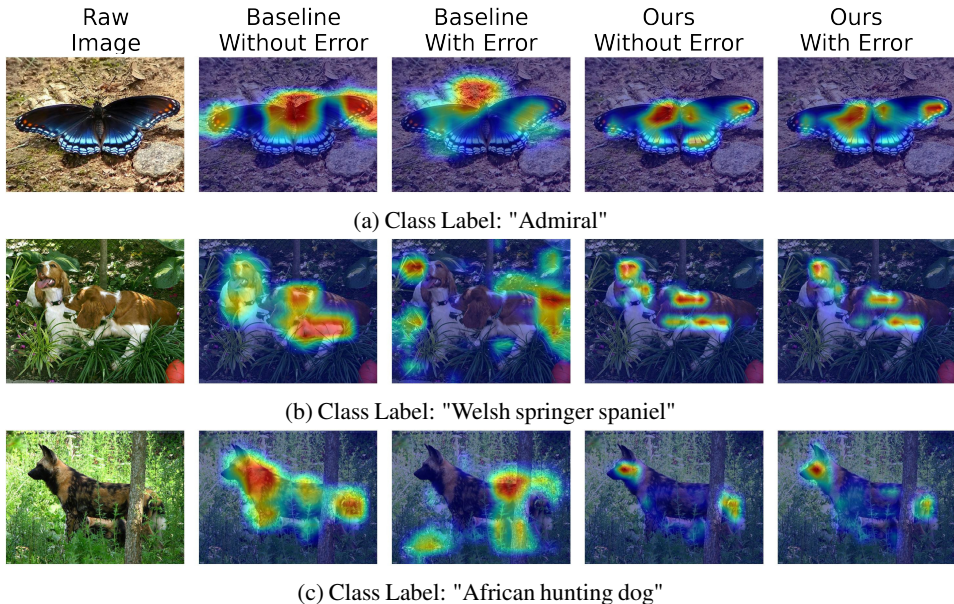 Raw Image
Baseline Without Error
Baseline With Error
Ours Without Error
Ours With Error
(a) Class Label: "Admiral"
(b) Class Label: "Welsh springer spaniel"
(c) Class Label: "African hunting dog"